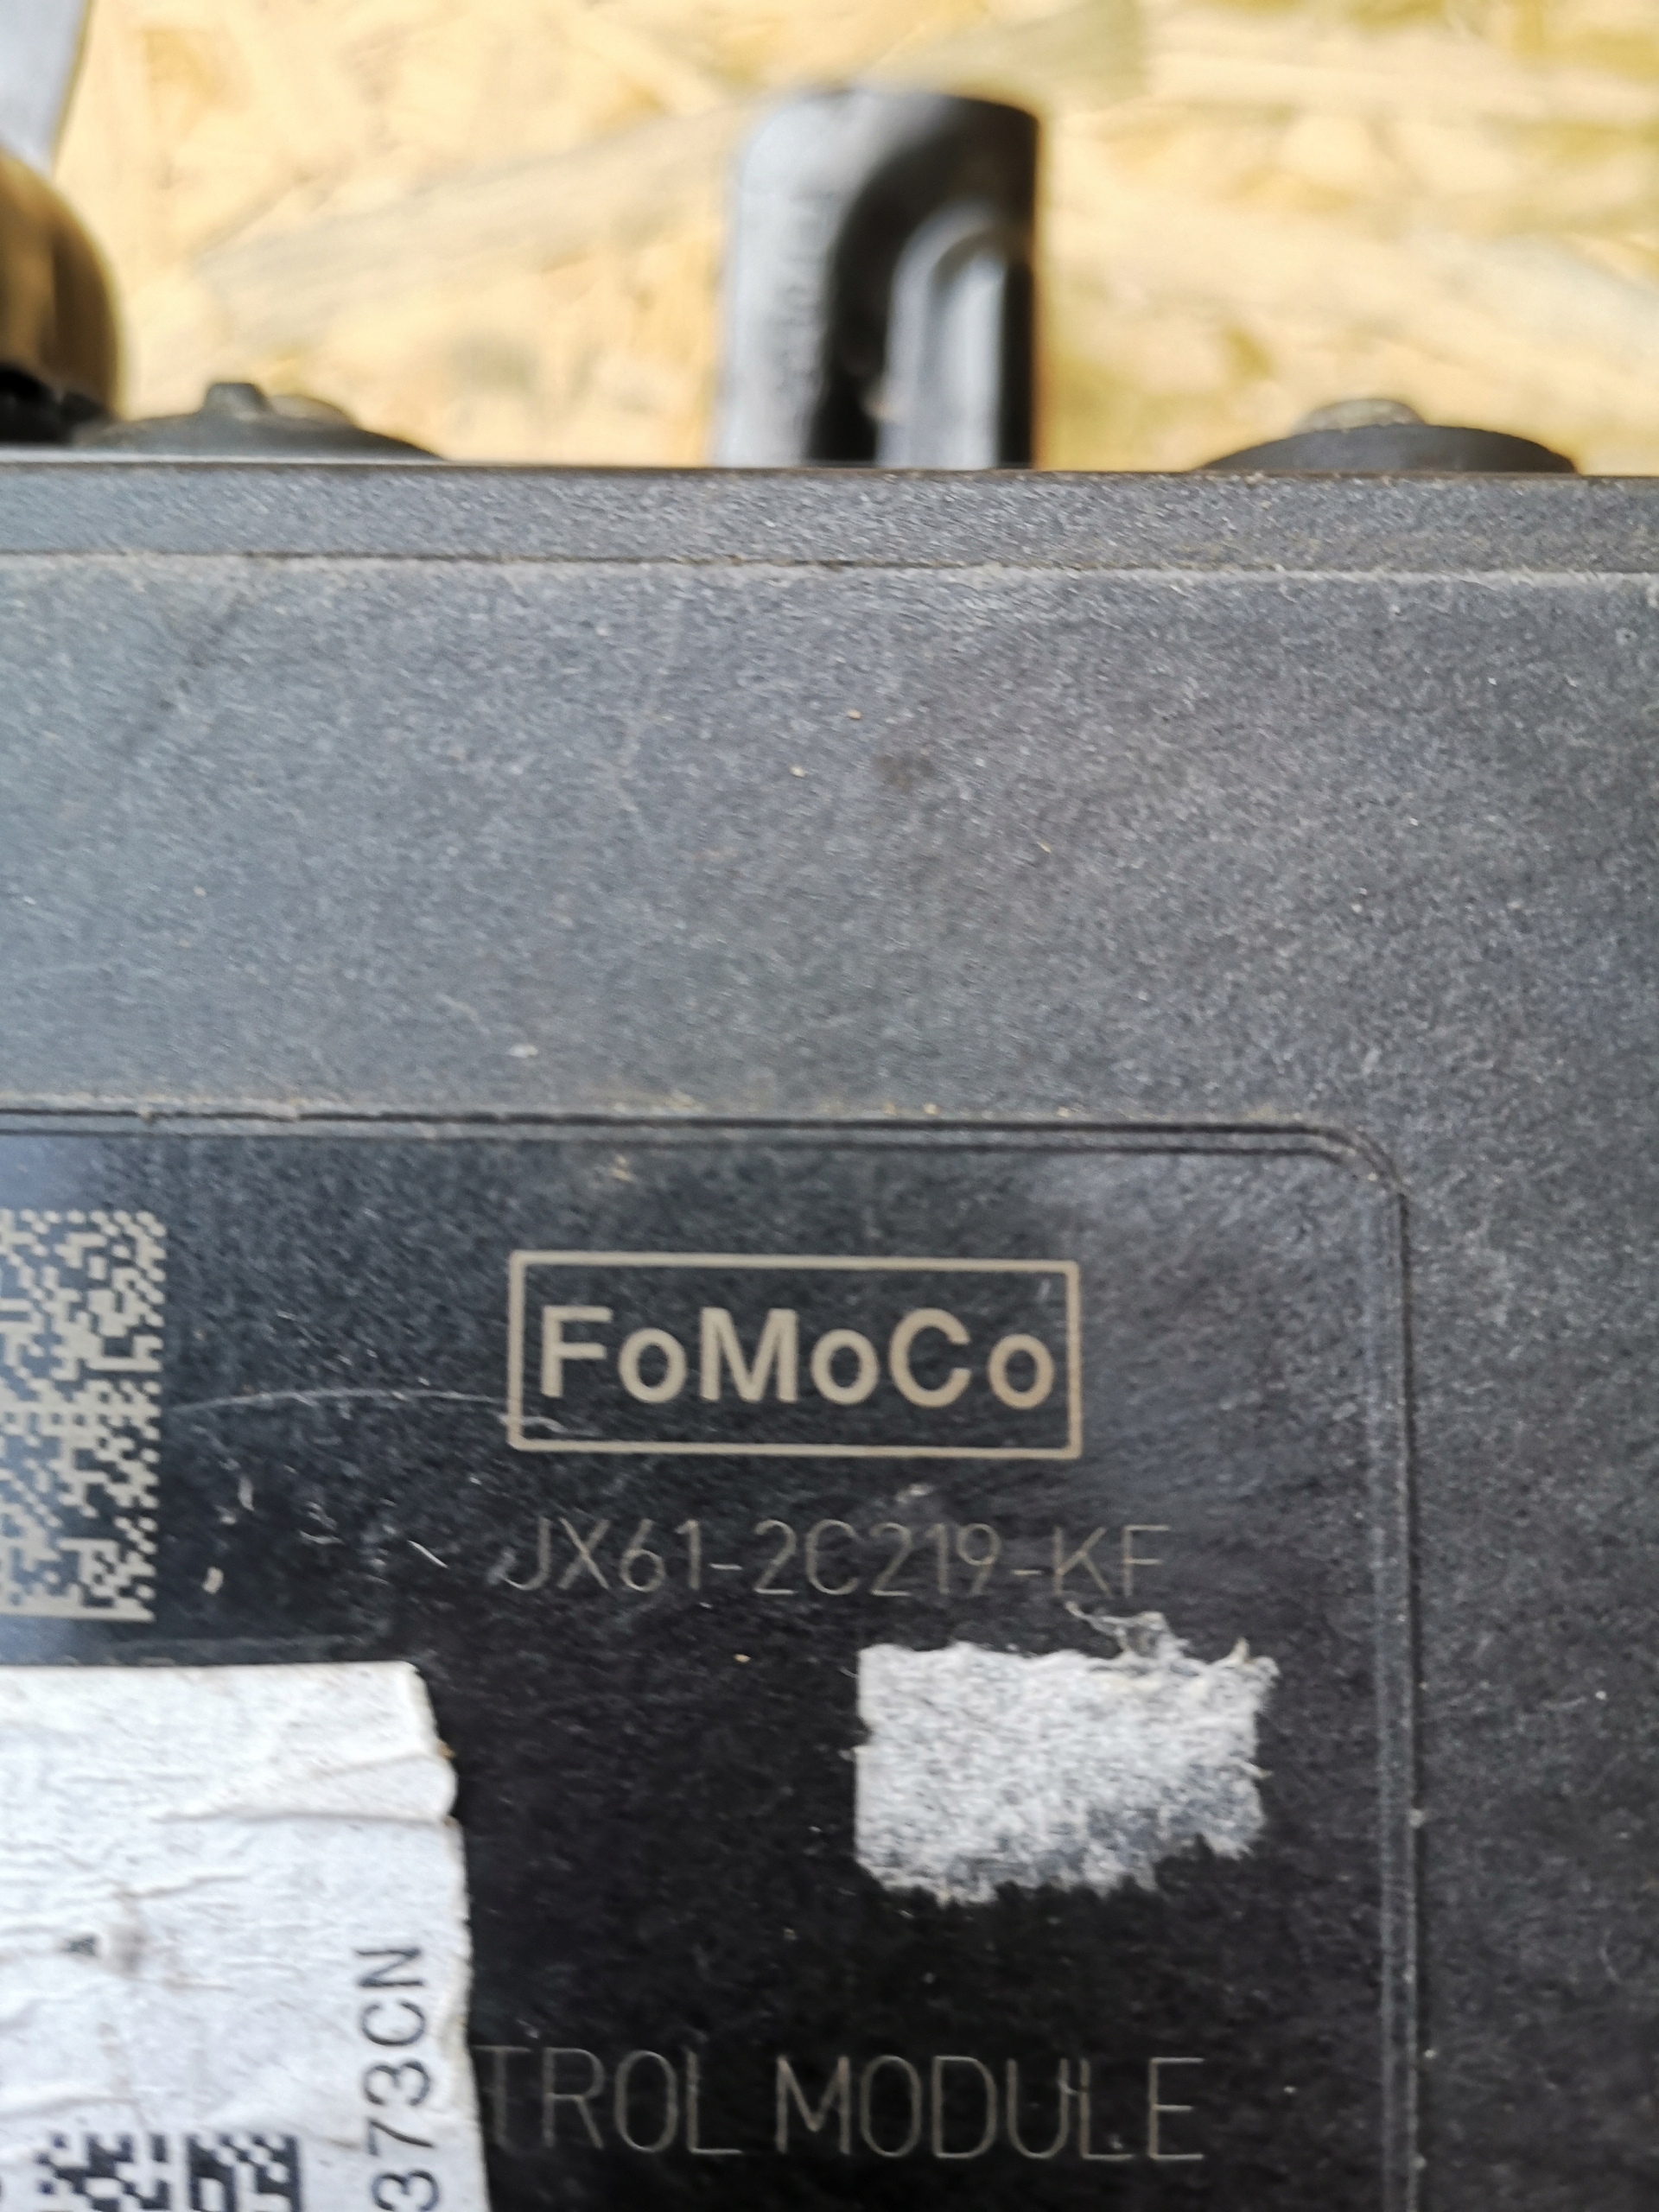 FoMoCo
JX61-2C219-KF
TROL MODULE
373CN